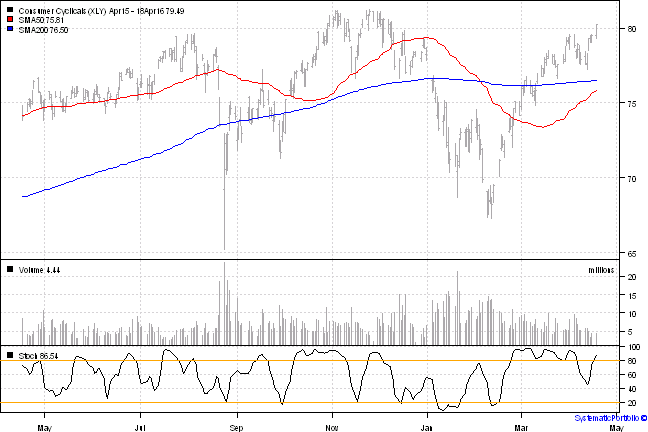 Consumer Cyclicals (XLY) Apr15 - 18Apr16 79.49
SMA50 75.81
SMA200 76.50
80
75
70
65
Volume 4.44
millions
20
15
10
5
Stoch 86.54
100
80
60
40
20
May Jul Sep Nov Jan Mar May
SystematicPortfolio ©